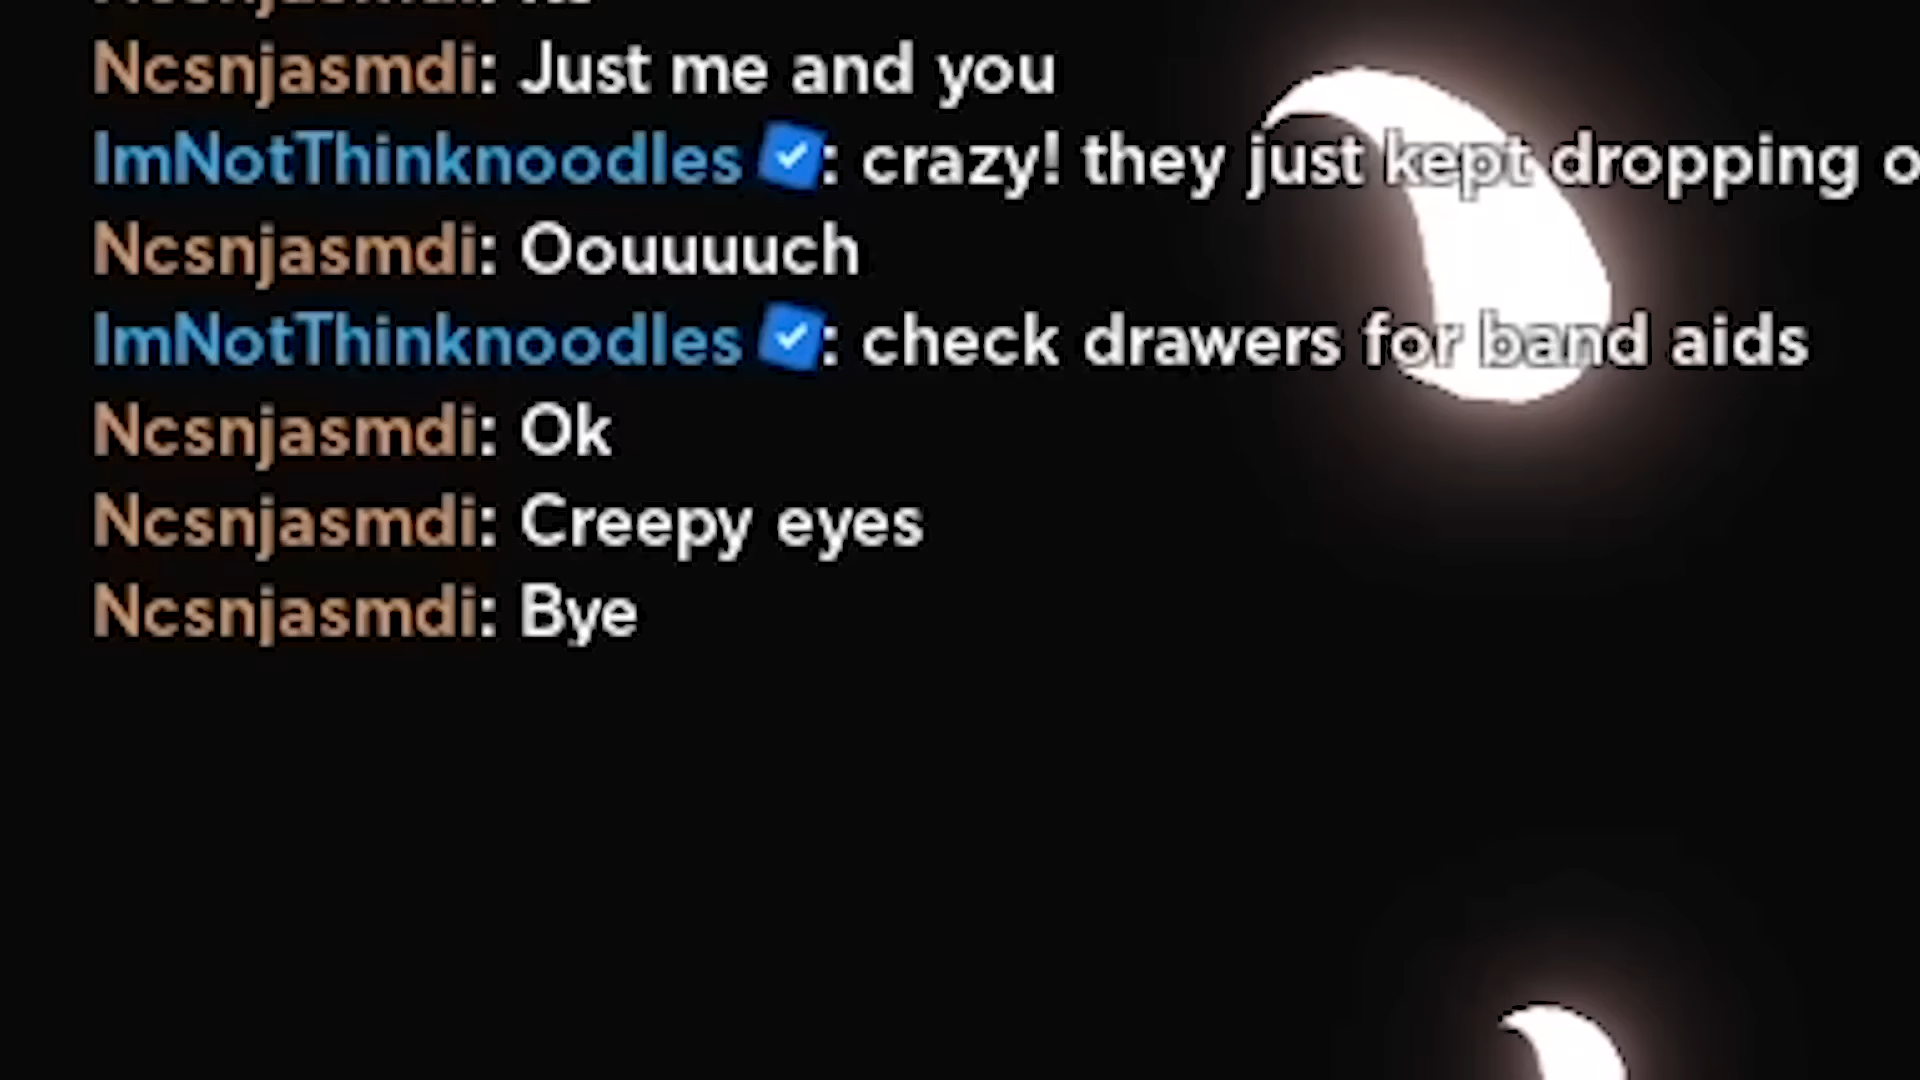 Ncsnjasmdi: Just me and you
ImNotThinknoodles: crazy! they just kept dropping
Ncsnjasmdi: Oouuuuch
ImNotThinknoodles: check drawers for band aids
Ncsnjasmdi: Ok
Ncsnjasmdi: Creepy eyes
Ncsnjasmdi: Bye